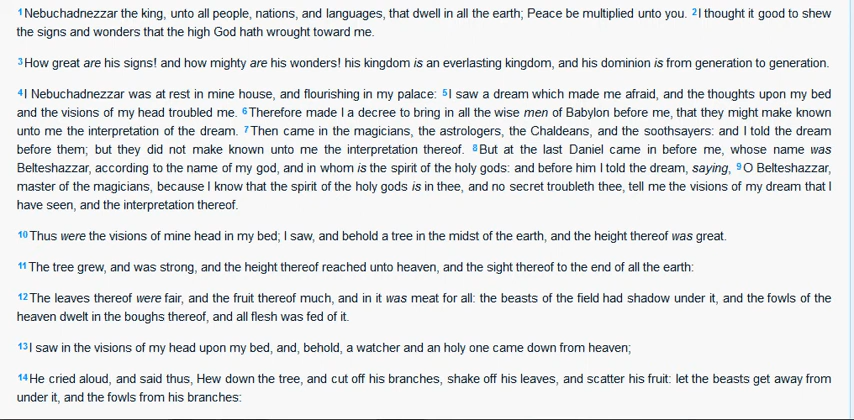 1 Nebuchadnezzar the king, unto all people, nations, and languages, that dwell in all the earth; Peace be multiplied unto you. 2 I thought it good to shew
the signs and wonders that the high God hath wrought toward me.
3 How great are his signs! and how mighty are his wonders! his kingdom is an everlasting kingdom, and his dominion is from generation to generation.
4 I Nebuchadnezzar was at rest in mine house, and flourishing in my palace: 5 I saw a dream which made me afraid, and the thoughts upon my bed
and the visions of my head troubled me. 6 Therefore made I a decree to bring in all the wise men of Babylon before me, that they might make known
unto me the interpretation of the dream. 7 Then came in the magicians, the astrologers, the Chaldeans, and the soothsayers: and I told the dream
before them; but they did not make known unto me the interpretation thereof. 8 But at the last Daniel came in before me, whose name was
Belteshazzar, according to the name of my god, and in whom is the spirit of the holy gods: and before him I told the dream, saying, 9 O Belteshazzar,
master of the magicians, because I know that the spirit of the holy gods is in thee, and no secret troubleth thee, tell me the visions of my dream that I
have seen, and the interpretation thereof.
10 Thus were the visions of mine head in my bed; I saw, and behold a tree in the midst of the earth, and the height thereof was great.
11 The tree grew, and was strong, and the height thereof reached unto heaven, and the sight thereof to the end of all the earth:
12 The leaves thereof were fair, and the fruit thereof much, and in it was meat for all: the beasts of the field had shadow under it, and the fowls of the
heaven dwelt in the boughs thereof, and all flesh was fed of it.
13 I saw in the visions of my head upon my bed, and, behold, a watcher and an holy one came down from heaven;
14 He cried aloud, and said thus, Hew down the tree, and cut off his branches, shake off his leaves, and scatter his fruit: let the beasts get away from
under it, and the fowls from his branches: